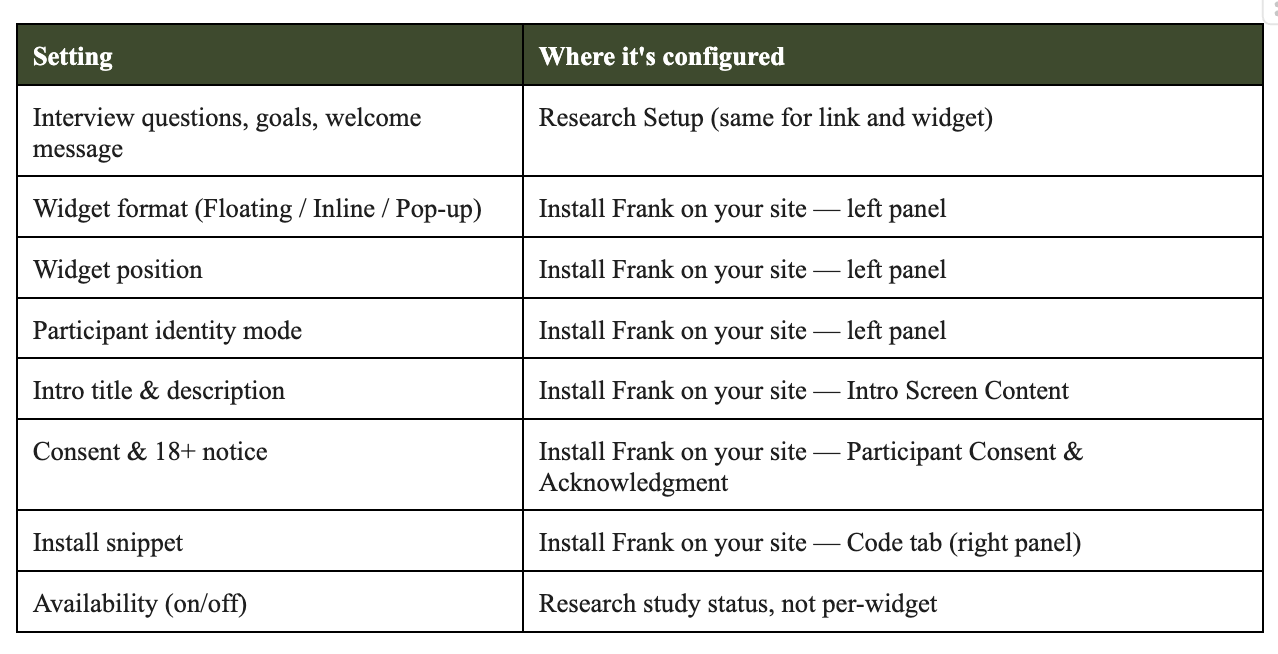 Setting
Where it's configured
Interview questions, goals, welcome
message
Research Setup (same for link and widget)
Widget format (Floating / Inline / Pop-up)
Install Frank on your site — left panel
Widget position
Install Frank on your site — left panel
Participant identity mode
Install Frank on your site — left panel
Intro title & description
Install Frank on your site — Intro Screen Content
Consent & 18+ notice
Install Frank on your site — Participant Consent &
Acknowledgment
Install snippet
Install Frank on your site — Code tab (right panel)
Availability (on/off)
Research study status, not per-widget